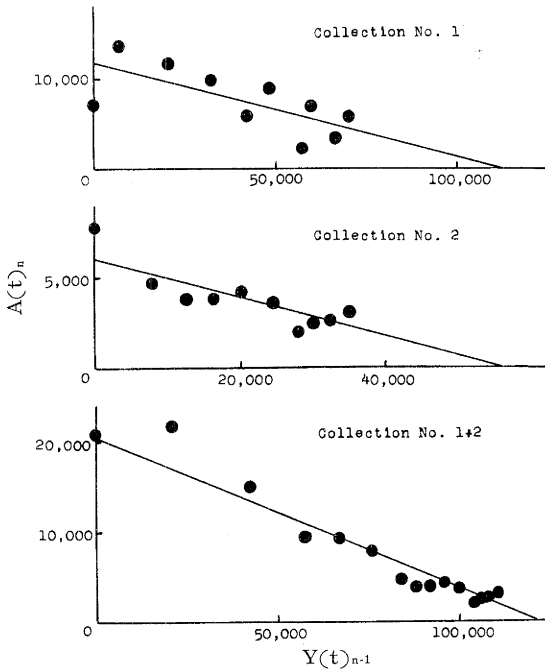 Collection No. 1
10,000
0
50,000
100,000
Collection No. 2
5,000
0
20,000
40,000
A(t)n
Collection No. 1+2
20,000
10,000
0
50,000
100,000
Y(t)n-1